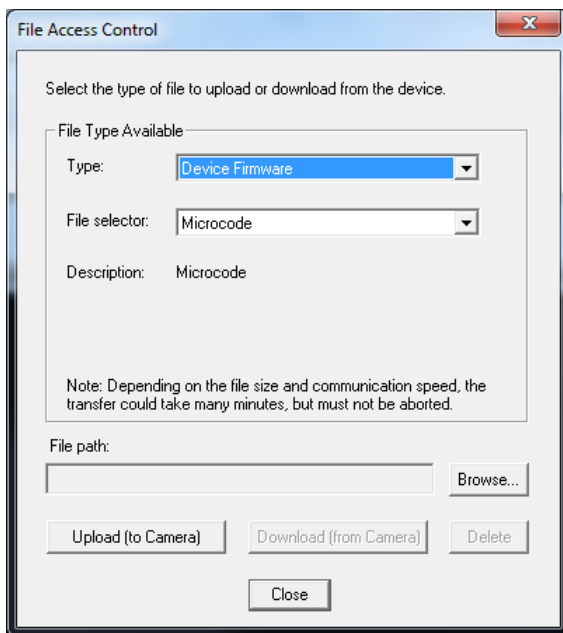 File Access Control
Select the type of file to upload or download from the device.
File Type Available
Type: Device Firmware
File selector: Microcode
Description: Microcode
Note: Depending on the file size and communication speed, the
transfer could take many minutes, but must not be aborted.
File path:
Browse...
Upload (to Camera) Download (from Camera) Delete
Close